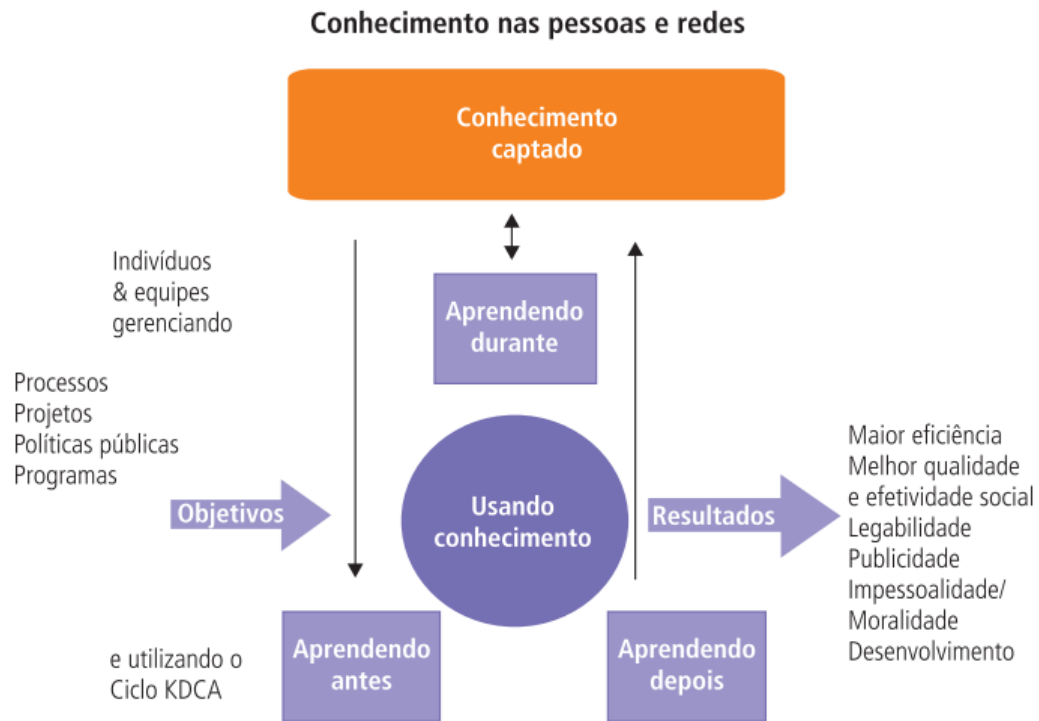 Conhecimento nas pessoas e redes
Conhecimento
captado
Indivíduos
& equipes
gerenciando
Aprendendo
durante
Processos
Projetos
Políticas públicas
Programas
Objetivos
Usando
conhecimento
Resultados
Maior eficiência
Melhor qualidade
e efetividade social
Legabilidade
Publicidade
Impessoalidade/
Moralidade
Desenvolvimento
e utilizando o
Ciclo KDCA
Aprendendo
antes
Aprendendo
depois